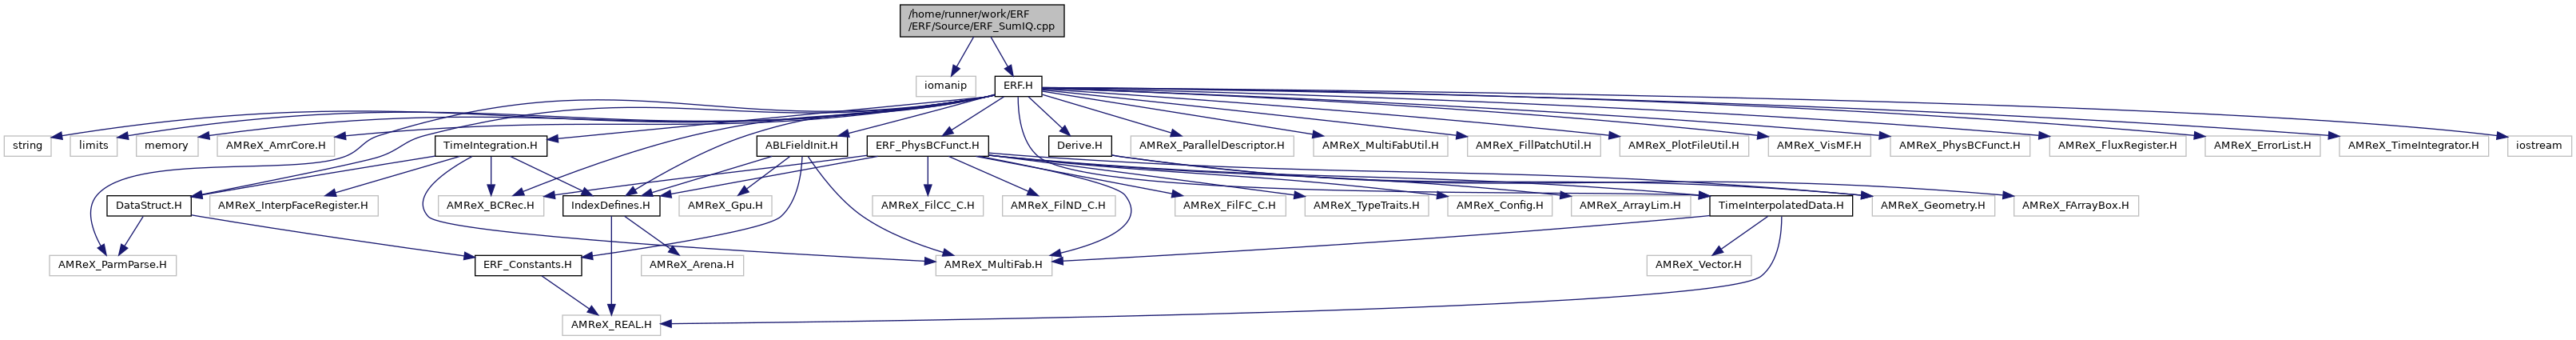 /home/runner/work/ERF
/ERF/Source/ERF_SumIQ.cpp
iomanip
ERF.H
string
limits
memory
AMReX_AmrCore.H
TimeIntegration.H
ABLFieldInit.H
ERF_PhysBCFunct.H
Derive.H
AMReX_ParallelDescriptor.H
AMReX_MultiFabUtil.H
AMReX_FillPatchUtil.H
AMReX_PlotFileUtil.H
AMReX_VisMF.H
AMReX_PhysBCFunct.H
AMReX_FluxRegister.H
AMReX_ErrorList.H
AMReX_TimeIntegrator.H
iostream
DataStruct.H
AMReX_InterpFaceRegister.H
AMReX_BCRec.H
IndexDefines.H
AMReX_Gpu.H
AMReX_FilCC_C.H
AMReX_FilND_C.H
AMReX_FilFC_C.H
AMReX_TypeTraits.H
AMReX_Config.H
AMReX_ArrayLim.H
TimeInterpolatedData.H
AMReX_Geometry.H
AMReX_FArrayBox.H
AMReX_ParmParse.H
ERF_Constants.H
AMReX_Arena.H
AMReX_MultiFab.H
AMReX_Vector.H
AMReX_REAL.H